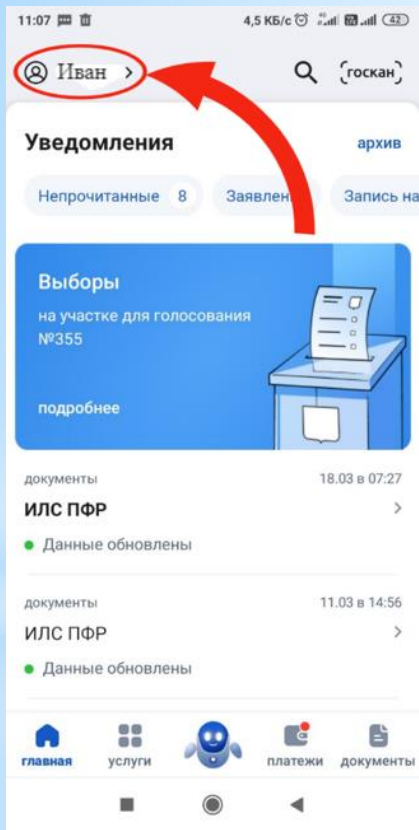 11:07 4,5 КБ/с 42
Иван > госкан
Уведомления архив
Непрочитанные 8 Запись на
Выборы
на участке для голосования
№355
подробнее
документы 18.03 в 07:27
ИЛС ПФР
Данные обновлены
документы 11.03 в 14:56
ИЛС ПФР
Данные обновлены
главная услуги платежи документы